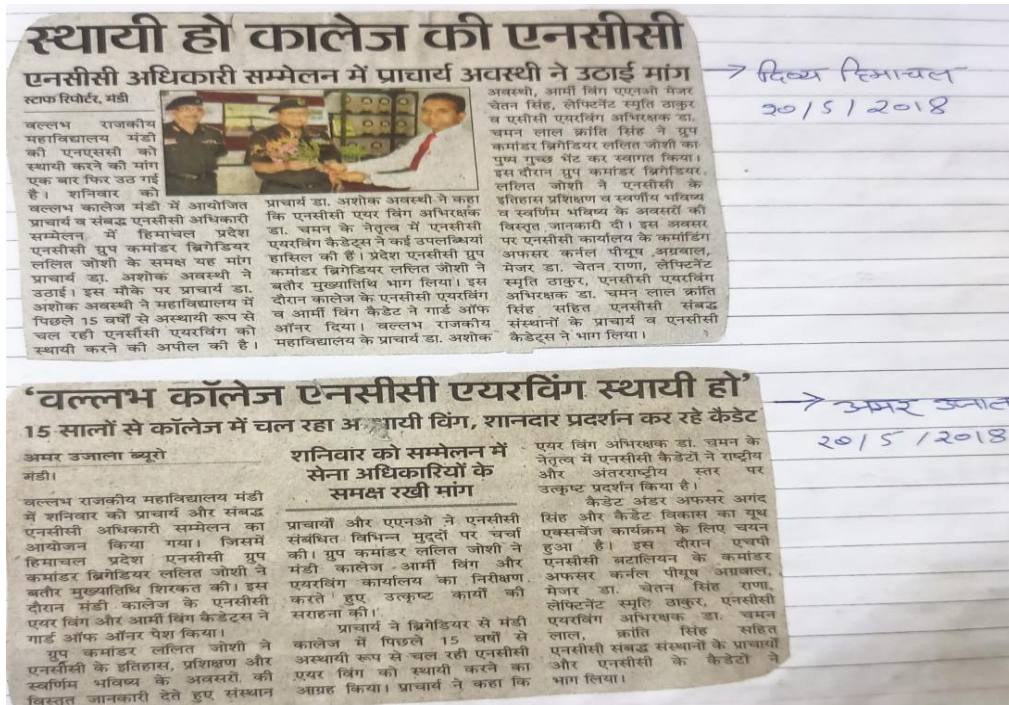 स्थायी हो कालेज की एनसीसी
एनसीसी अधिकारी सम्मेलन में प्राचार्य अवस्थी ने उठाई मांग
स्टाफ रिपोर्टर, मंडी
वल्लभ राजकीय
महाविद्यालय मंडी
की एनएससी को
स्थायी करने की मांग
एक बार फिर उठ गई
है। शनिवार को
वल्लभ कालेज मंडी में आयोजित
प्राचार्य व संबद्ध एनसीसी अधिकारी
सम्मेलन में हिमाचल प्रदेश
एनसीसी ग्रुप कमांडर ब्रिगेडियर
ललित जोशी के समक्ष यह मांग
प्राचार्य डा. अशोक अवस्थी ने
उठाई। इस मौके पर प्राचार्य डा.
अशोक अवस्थी ने महाविद्यालय में
पिछले 15 वर्षों से अस्थायी रूप से
चल रही एनसीसी एयरविंग को
स्थायी करने की अपील की है।
प्राचार्य डा. अशोक अवस्थी ने कहा
कि एनसीसी एयर विंग अभिरक्षक
डा. चमन के नेतृत्व में एनसीसी
एयरविंग कैडेट्स ने कई उपलब्धियां
हासिल की हैं। प्रदेश एनसीसी ग्रुप
कमांडर ब्रिगेडियर ललित जोशी ने
बतौर मुख्यातिथि भाग लिया। इस
दौरान कालेज के एनसीसी एयरविंग
व आर्मी विंग कैडेट ने गार्ड ऑफ
ऑनर दिया। वल्लभ राजकीय
महाविद्यालय के प्राचार्य डा. अशोक
अवस्थी, आर्मी विंग एएनओ मेजर
चेतन सिंह, लेफ्टिनेंट स्मृति ठाकुर
व एसीसी एयरविंग अभिरक्षक डा.
चमन लाल क्रांति सिंह ने ग्रुप
कमांडर ब्रिगेडियर ललित जोशी का
पुष्प गुच्छ भेंट कर स्वागत किया।
इस दौरान ग्रुप कमांडर ब्रिगेडियर
ललित जोशी ने एनसीसी के
इतिहास प्रशिक्षण व स्वर्णीय भविष्य
व स्वर्णिम भविष्य के अवसरों की
विस्तृत जानकारी दी। इस अवसर
पर एनसीसी कार्यालय के कमांडिंग
अफसर कर्नल पीयूष अग्रवाल,
मेजर डा. चेतन राणा, लेफ्टिनेंट
स्मृति ठाकुर, एनसीसी एयरविंग
अभिरक्षक डा. चमन लाल क्रांति
सिंह सहित एनसीसी संबद्ध
संस्थानों के प्राचार्य व एनसीसी
कैडेट्स ने भाग लिया।
दिव्य हिमाचल
20/5/2018
'वल्लभ कॉलेज एनसीसी एयरविंग स्थायी हो'
15 सालों से कॉलेज में चल रहा विंग, शानदार प्रदर्शन कर रहे कैडेट
अमर उजाला ब्यूरो
मंडी।
वल्लभ राजकीय महाविद्यालय मंडी
में शनिवार को प्राचार्य और संबद्ध
एनसीसी अधिकारी सम्मेलन का
आयोजन किया गया। जिसमें
हिमाचल प्रदेश एनसीसी ग्रुप
कमांडर ब्रिगेडियर ललित जोशी ने
बतौर मुख्यातिथि शिरकत की। इस
दौरान मंडी कालेज के एनसीसी
एयर विंग और आर्मी विंग कैडेट्स ने
गार्ड ऑफ ऑनर पेश किया।
ग्रुप कमांडर ललित जोशी ने
एनसीसी के इतिहास, प्रशिक्षण और
स्वर्णिम भविष्य के अवसरों की
विस्तृत जानकारी देते हुए संस्थान
शनिवार को सम्मेलन में
सेना अधिकारियों के
समक्ष रखी मांग
प्राचार्यों और एएनओ ने एनसीसी
संबंधित विभिन्न मुद्दों पर चर्चा
की। ग्रुप कमांडर ललित जोशी ने
मंडी कालेज आर्मी विंग और
एयरविंग कार्यालय का निरीक्षण
करते हुए उत्कृष्ट कार्यों की
सराहना की।
प्राचार्य ने ब्रिगेडियर से मंडी
कालेज में पिछले 15 वर्षों से
अस्थायी रूप से चल रही एनसीसी
एयर विंग को स्थायी करने का
आग्रह किया। प्राचार्य ने कहा कि
एयर विंग अभिरक्षक डा. चमन के
नेतृत्व में एनसीसी कैडेटों ने राष्ट्रीय
और अंतरराष्ट्रीय स्तर पर
उत्कृष्ट प्रदर्शन किया है।
कैडेट अंडर अफसर अगंद
सिंह और कैडेट विकास का यूथ
एक्सचेंज कार्यक्रम के लिए चयन
हुआ है। इस दौरान एचपी
एनसीसी बटालियन के कमांडर
अफसर कर्नल पीयूष अग्रवाल,
मेजर डा. चेतन सिंह राणा,
लेफ्टिनेंट स्मृति ठाकुर, एनसीसी
एयरविंग अभिरक्षक डा. चमन
लाल, क्रांति सिंह सहित
एनसीसी संबद्ध संस्थानों के प्राचार्यों
और एनसीसी के कैडेटों ने
भाग लिया।
अमर उजाला
20/5/2018